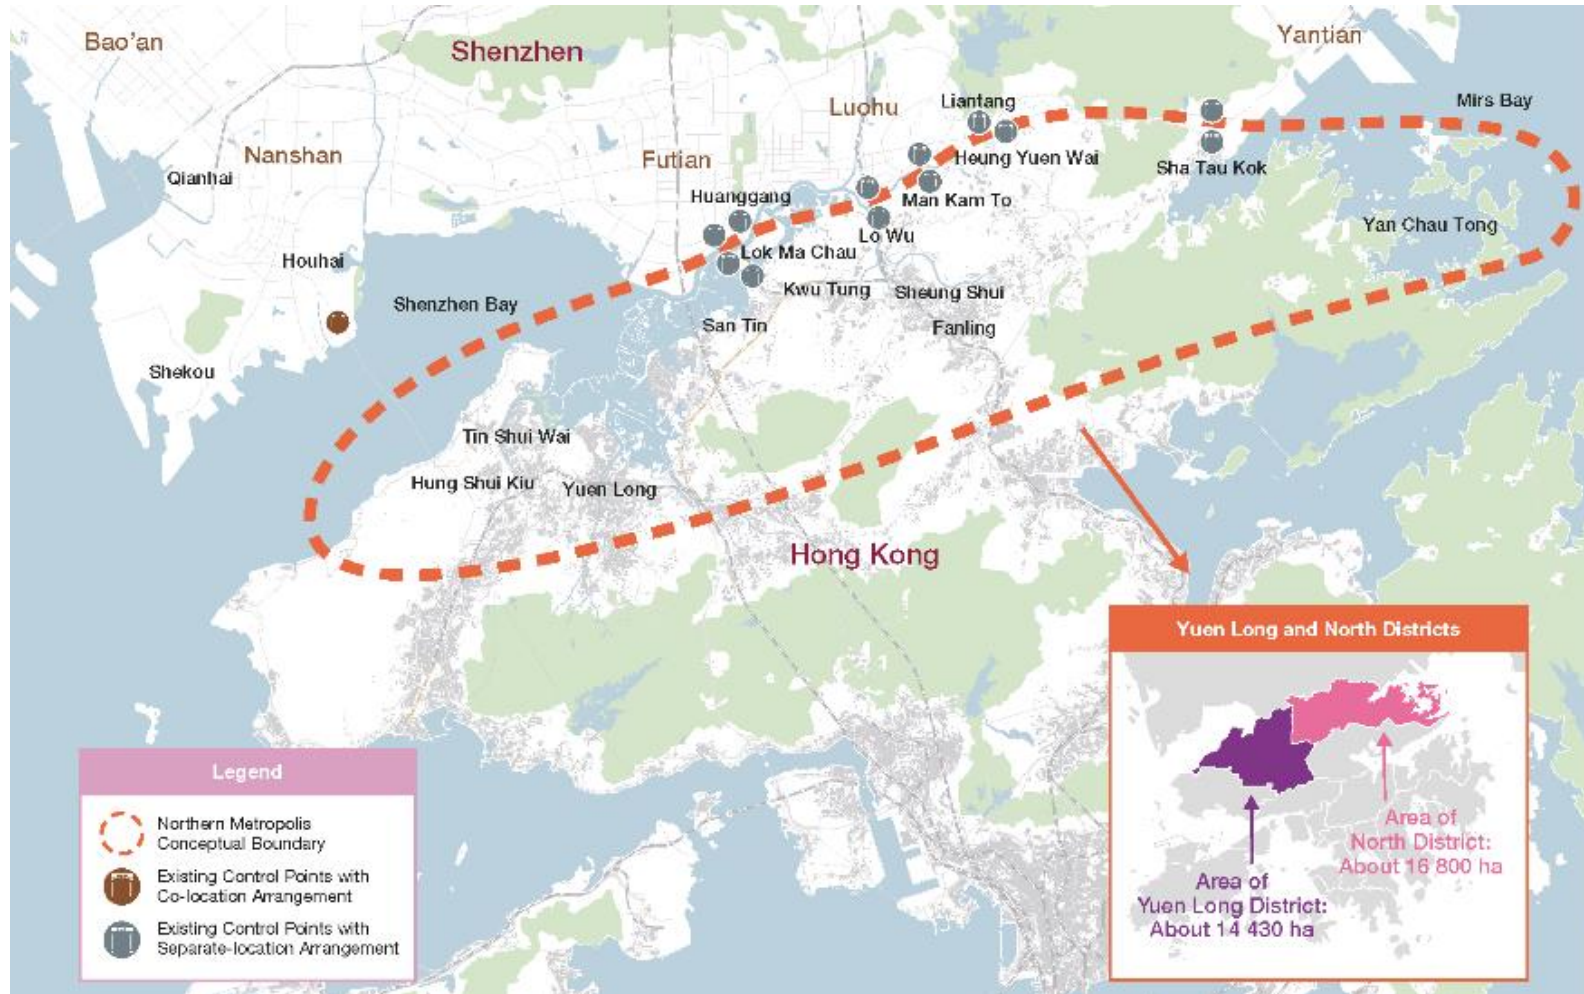 Bao’an
Shenzhen
Yantian
Luohu
Liantang
Mirs Bay
Nanshan
Futian
Heung Yuen Wai
Qianhai
Sha Tau Kok
Huanggang
Man Kam To
Yan Chau Tong
Lo Wu
Houhai
Lok Ma Chau
Kwu Tung
Sheung Shui
Shenzhen Bay
San Tin
Fanling
Shekou
Tin Shui Wai
Hung Shui Kiu
Yuen Long
Hong Kong
Legend
Northern Metropolis
Conceptual Boundary
Existing Control Points with
Co-location Arrangement
Existing Control Points with
Separate-location Arrangement
Yuen Long and North Districts
Area of
North District:
About 16 800 ha
Area of
Yuen Long District:
About 14 430 ha